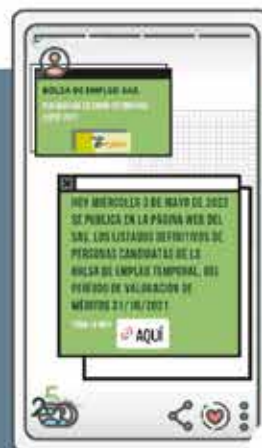 BOLSA DE EMPLEO SAS.
HOY MIÉRCOLES 3 DE MAYO DE 2022
SE PUBLICA EN LA PÁGINA WEB DEL
SAS, LOS LISTADOS DEFINITIVOS DE
PERSONAS CANDIDATAS DE LA
BOLSA DE EMPLEO TEMPORAL, DEL
PERÍODO DE VALORACIÓN DE
MÉRITOS 31/10/2021
AQUÍ